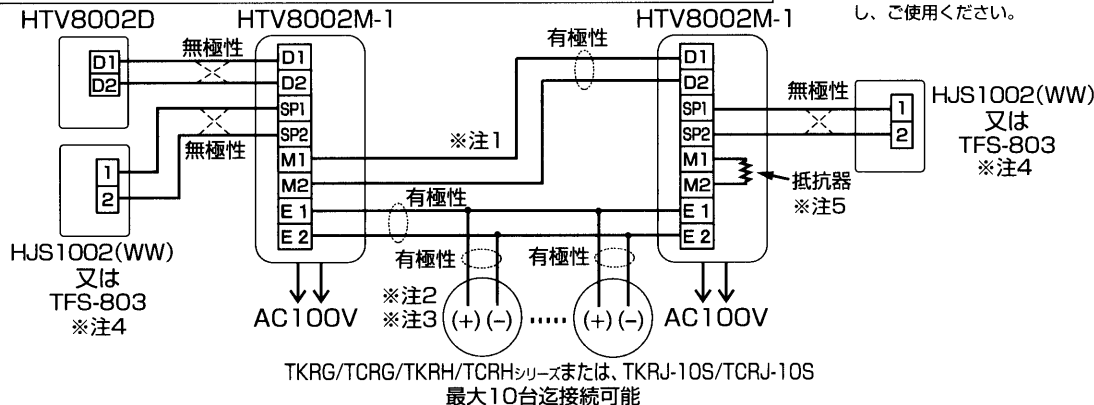 し、ご使用ください。
HTV8002D
HTV8002M-1
HTV8002M-1
無極性
有極性
D1
D2
D1
D2
SP1
SP2
M1
M2
E1
E2
D1
D2
SP1
SP2
M1
M2
E1
E2
無極性
※注1
無極性
1
2
HJS1002(WW)
又は
TFS-803
※注4
1
2
抵抗器
※注5
有極性
HJS1002(WW)
又は
TFS-803
※注4
有極性
有極性
※注2
※注3
(+) (-) ・・・・・ (+) (-)
AC100V
AC100V
TKRG/TCRG/TKRH/TCRHシリーズまたは、TKRJ-10S/TCRJ-10S
最大10台迄接続可能